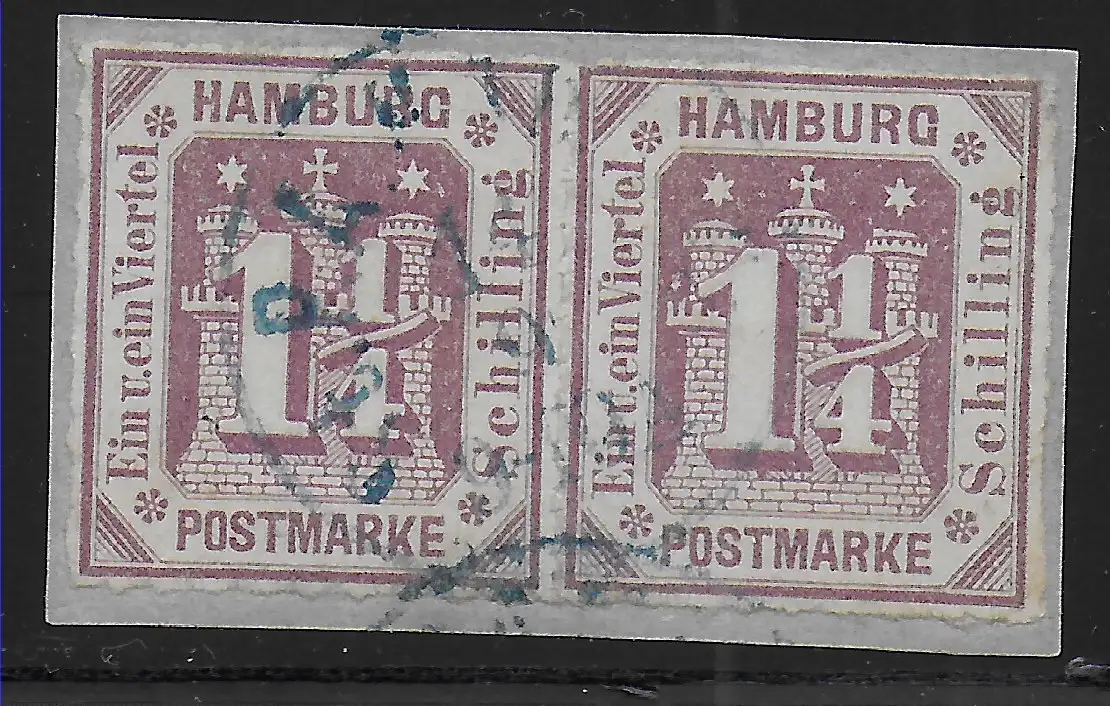 HAMBURG
Ein u. ein Viertel
1 1/4
Schilling
POSTMARKE
HAMBURG
Ein u. ein Viertel
1 1/4
Schilling
POSTMARKE